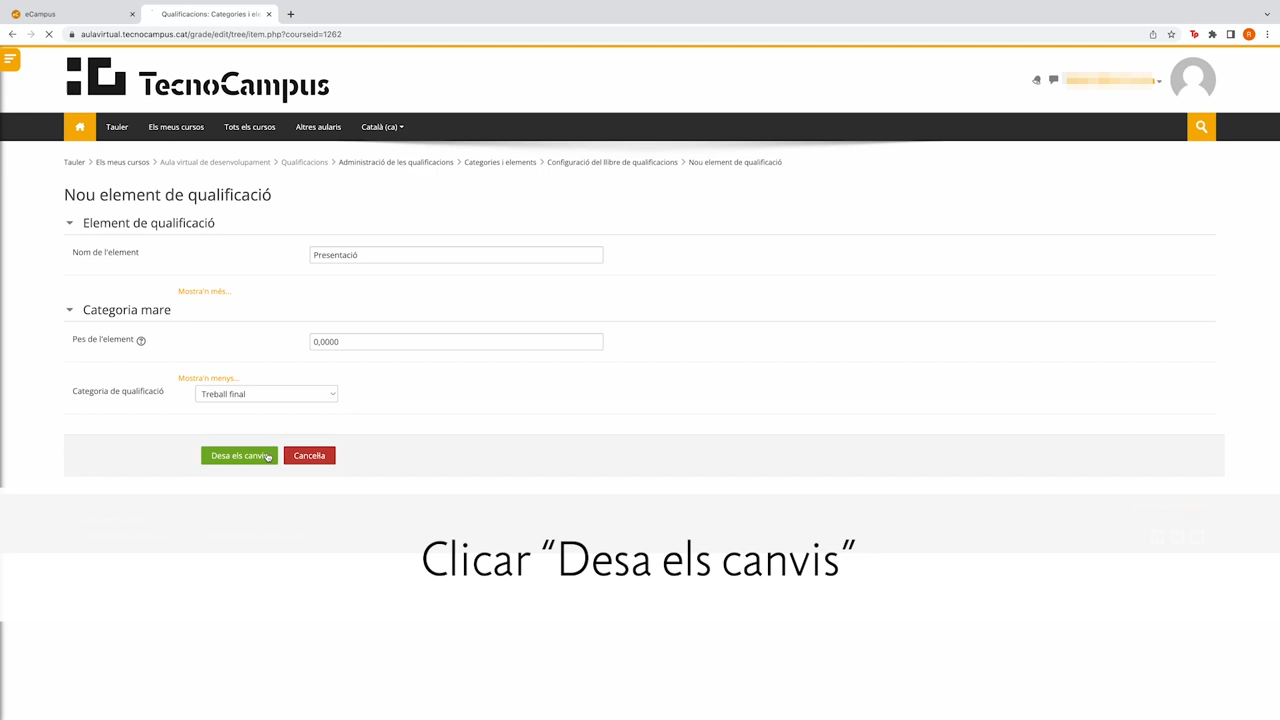 eCampus
Qualificacions: Categories i ele
aulavirtual.tecnocampus.cat/grade/edit/tree/item.php?courseid=1262
Tp
R
TecnoCampus
Tauler
Els meus cursos
Tots els cursos
Altres aularis
Català (ca)
Tauler > Els meus cursos > Aula virtual de desenvolupament > Qualificacions > Administració de les qualificacions > Categories i elements > Configuració del llibre de qualificacions > Nou element de qualificació
Nou element de qualificació
Element de qualificació
Nom de l'element
Presentació
Mostra'n més...
Categoria mare
Pes de l'element
0,0000
Mostra'n menys...
Categoria de qualificació
Treball final
Desa els canvis
Cancel·la
Clicar “Desa els canvis“